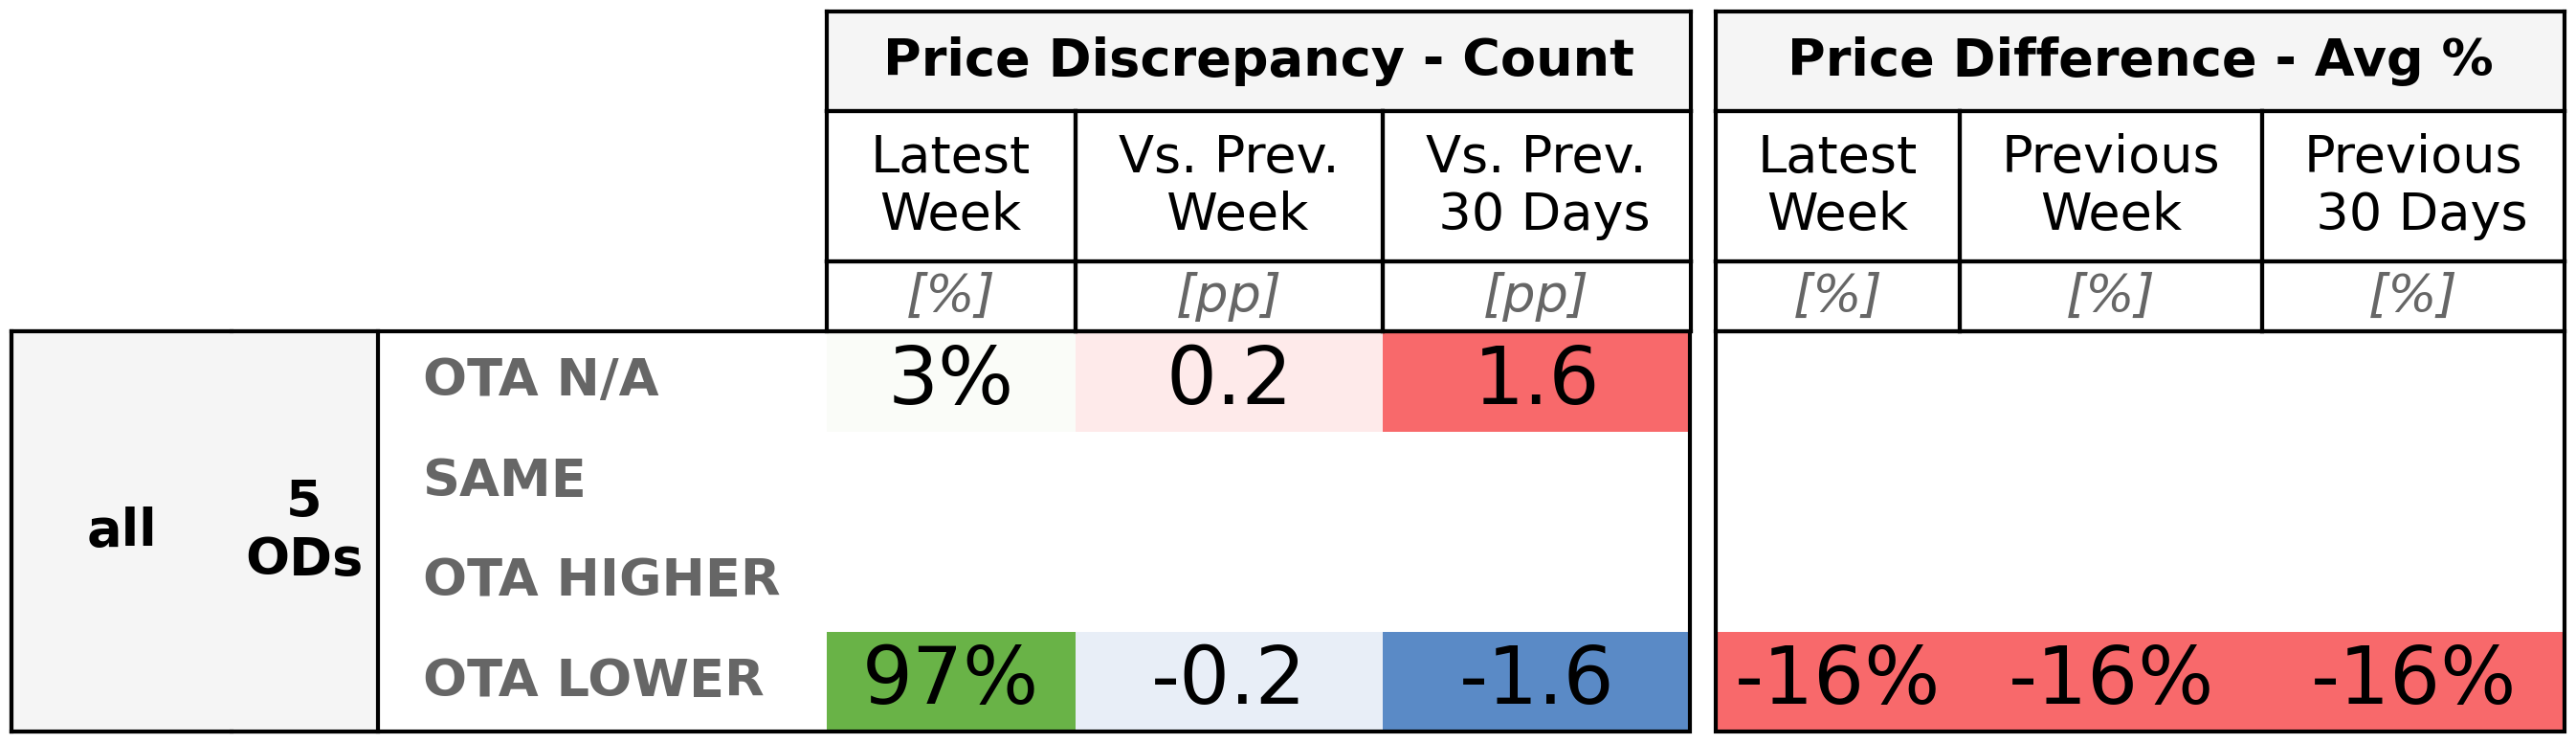 Price Discrepancy - Count
Price Difference - Avg %
Latest Week
Vs. Prev. Week
Vs. Prev. 30 Days
Latest Week
Previous Week
Previous 30 Days
[%]
[pp]
[pp]
[%]
[%]
[%]
all
5 ODs
OTA N/A
3%
0.2
1.6
SAME
OTA HIGHER
OTA LOWER
97%
-0.2
-1.6
-16%
-16%
-16%